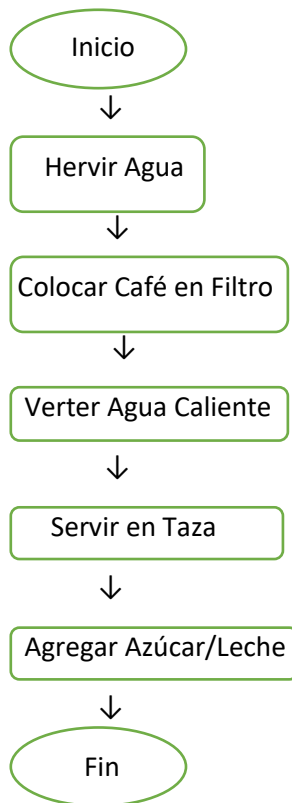 Inicio
↓
Hervir Agua
↓
Colocar Café en Filtro
↓
Verter Agua Caliente
↓
Servir en Taza
↓
Agregar Azúcar/Leche
↓
Fin